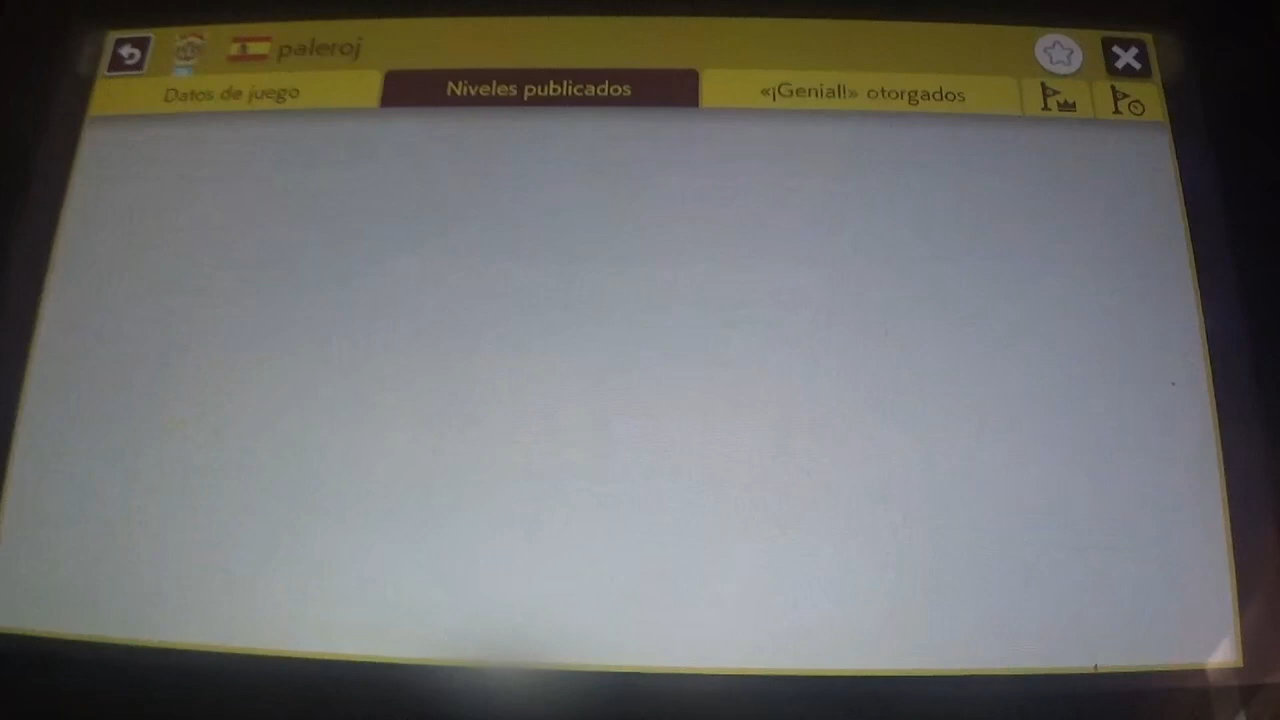 paleroj
Datos de juego
Niveles publicados
«¡Genial!» otorgados